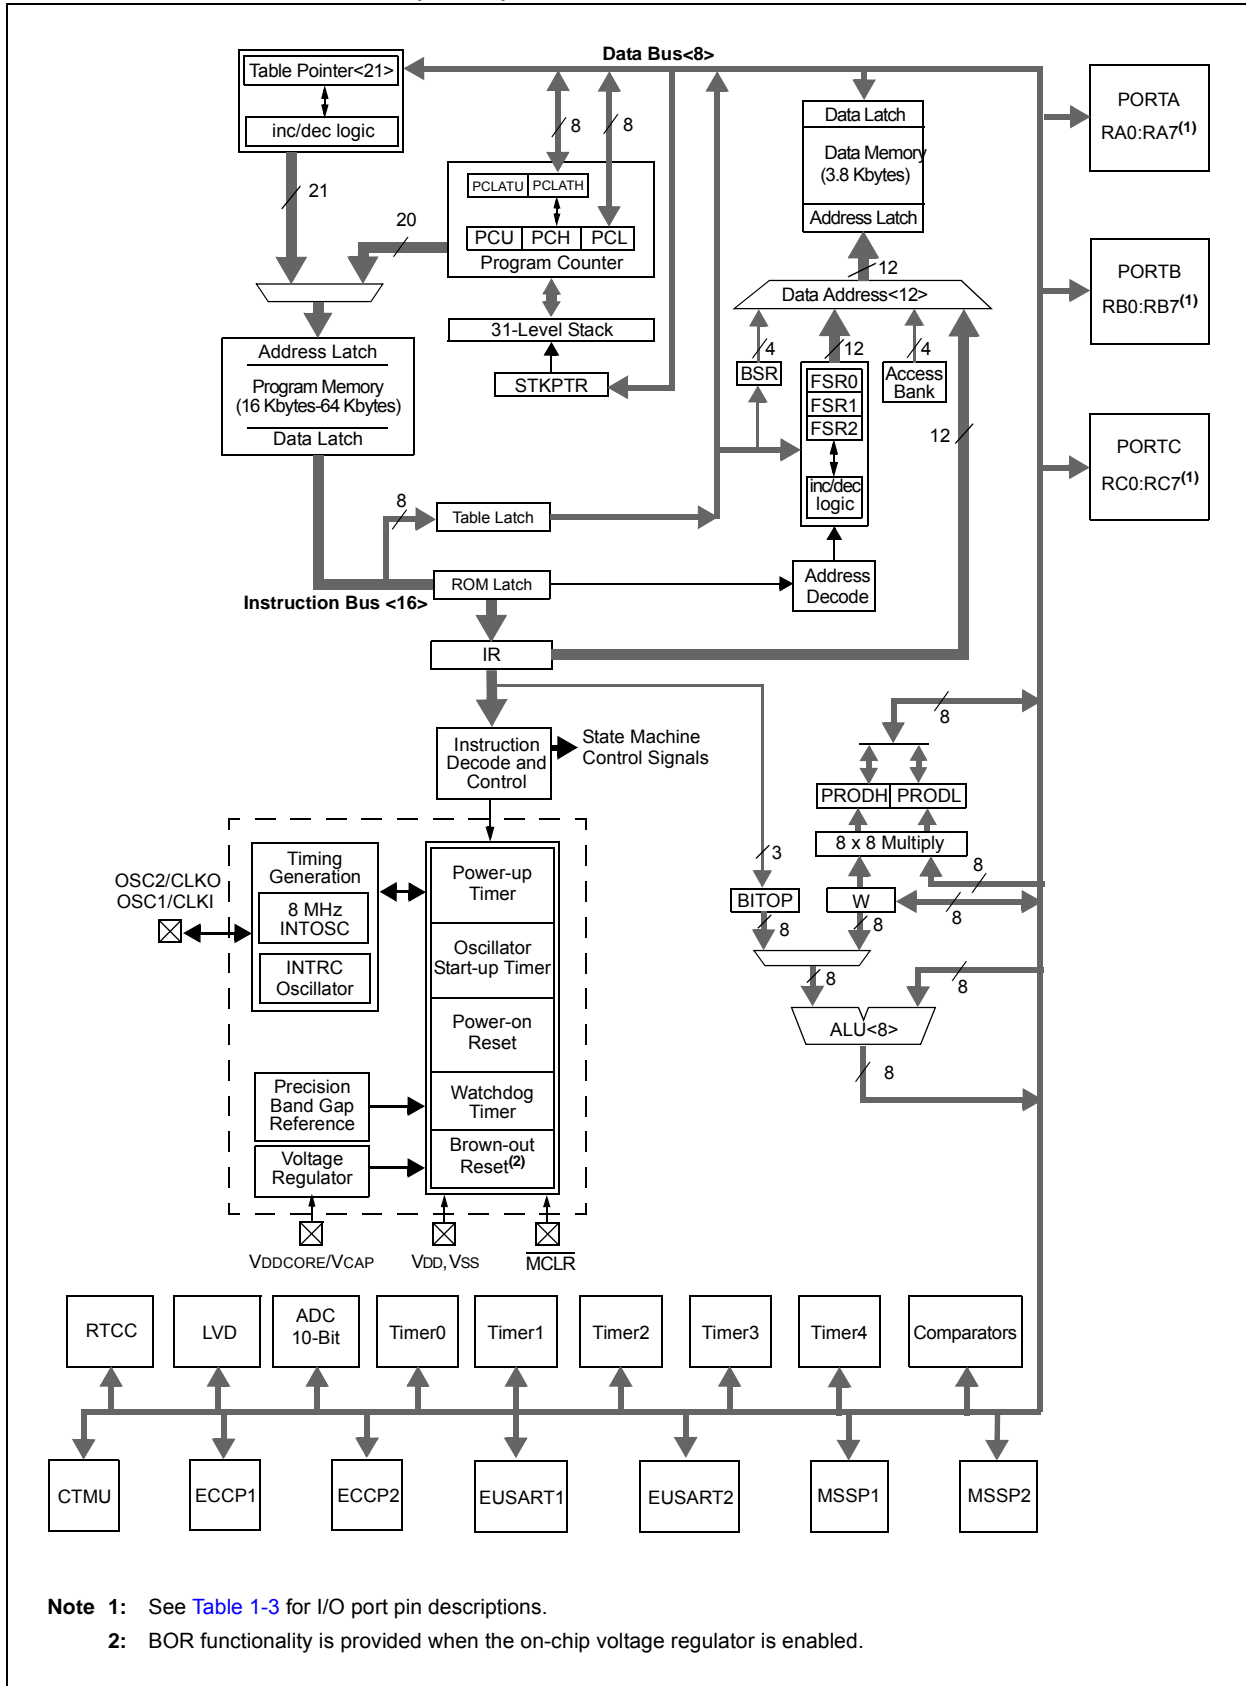 Data Bus<8>
Table Pointer<21>
inc/dec logic
21
20
8
8
PCLATU PCLATH
PCU PCH PCL
Program Counter
31-Level Stack
STKPTR
Address Latch
Program Memory
(16 Kbytes-64 Kbytes)
Data Latch
Data Latch
Data Memory
(3.8 Kbytes)
Address Latch
12
Data Address<12>
4
12
4
BSR
FSR0
FSR1
FSR2
inc/dec
logic
Access
Bank
12
PORTA
RA0:RA7(1)
PORTB
RB0:RB7(1)
PORTC
RC0:RC7(1)
8
Table Latch
ROM Latch
Instruction Bus <16>
Address
Decode
IR
Instruction
Decode and
Control
State Machine
Control Signals
8
PRODH PRODL
8 x 8 Multiply
3
8
BITOP
W
8
8
8
8
8
ALU<8>
8
OSC2/CLKO
OSC1/CLKI
Timing
Generation
8 MHz
INTOSC
INTRC
Oscillator
Power-up
Timer
Oscillator
Start-up Timer
Power-on
Reset
Watchdog
Timer
Brown-out
Reset(2)
Precision
Band Gap
Reference
Voltage
Regulator
VDDCORE/VCAP
VDD, VSS
MCLR
RTCC
LVD
ADC
10-Bit
Timer0
Timer1
Timer2
Timer3
Timer4
Comparators
CTMU
ECCP1
ECCP2
EUSART1
EUSART2
MSSP1
MSSP2
Note 1: See Table 1-3 for I/O port pin descriptions.
2: BOR functionality is provided when the on-chip voltage regulator is enabled.